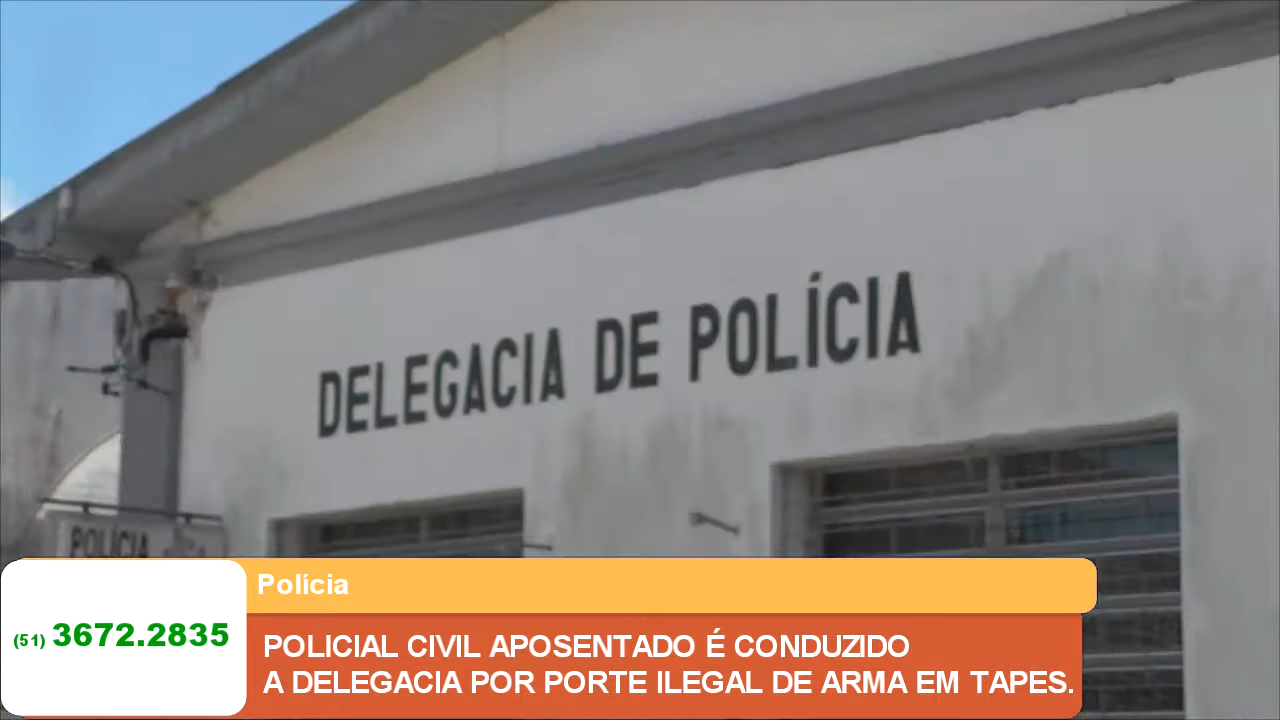 DELEGACIA DE POLÍCIA
POLÍCIA
Polícia
(51) 3672.2835
POLICIAL CIVIL APOSENTADO É CONDUZIDO
A DELEGACIA POR PORTE ILEGAL DE ARMA EM TAPES.